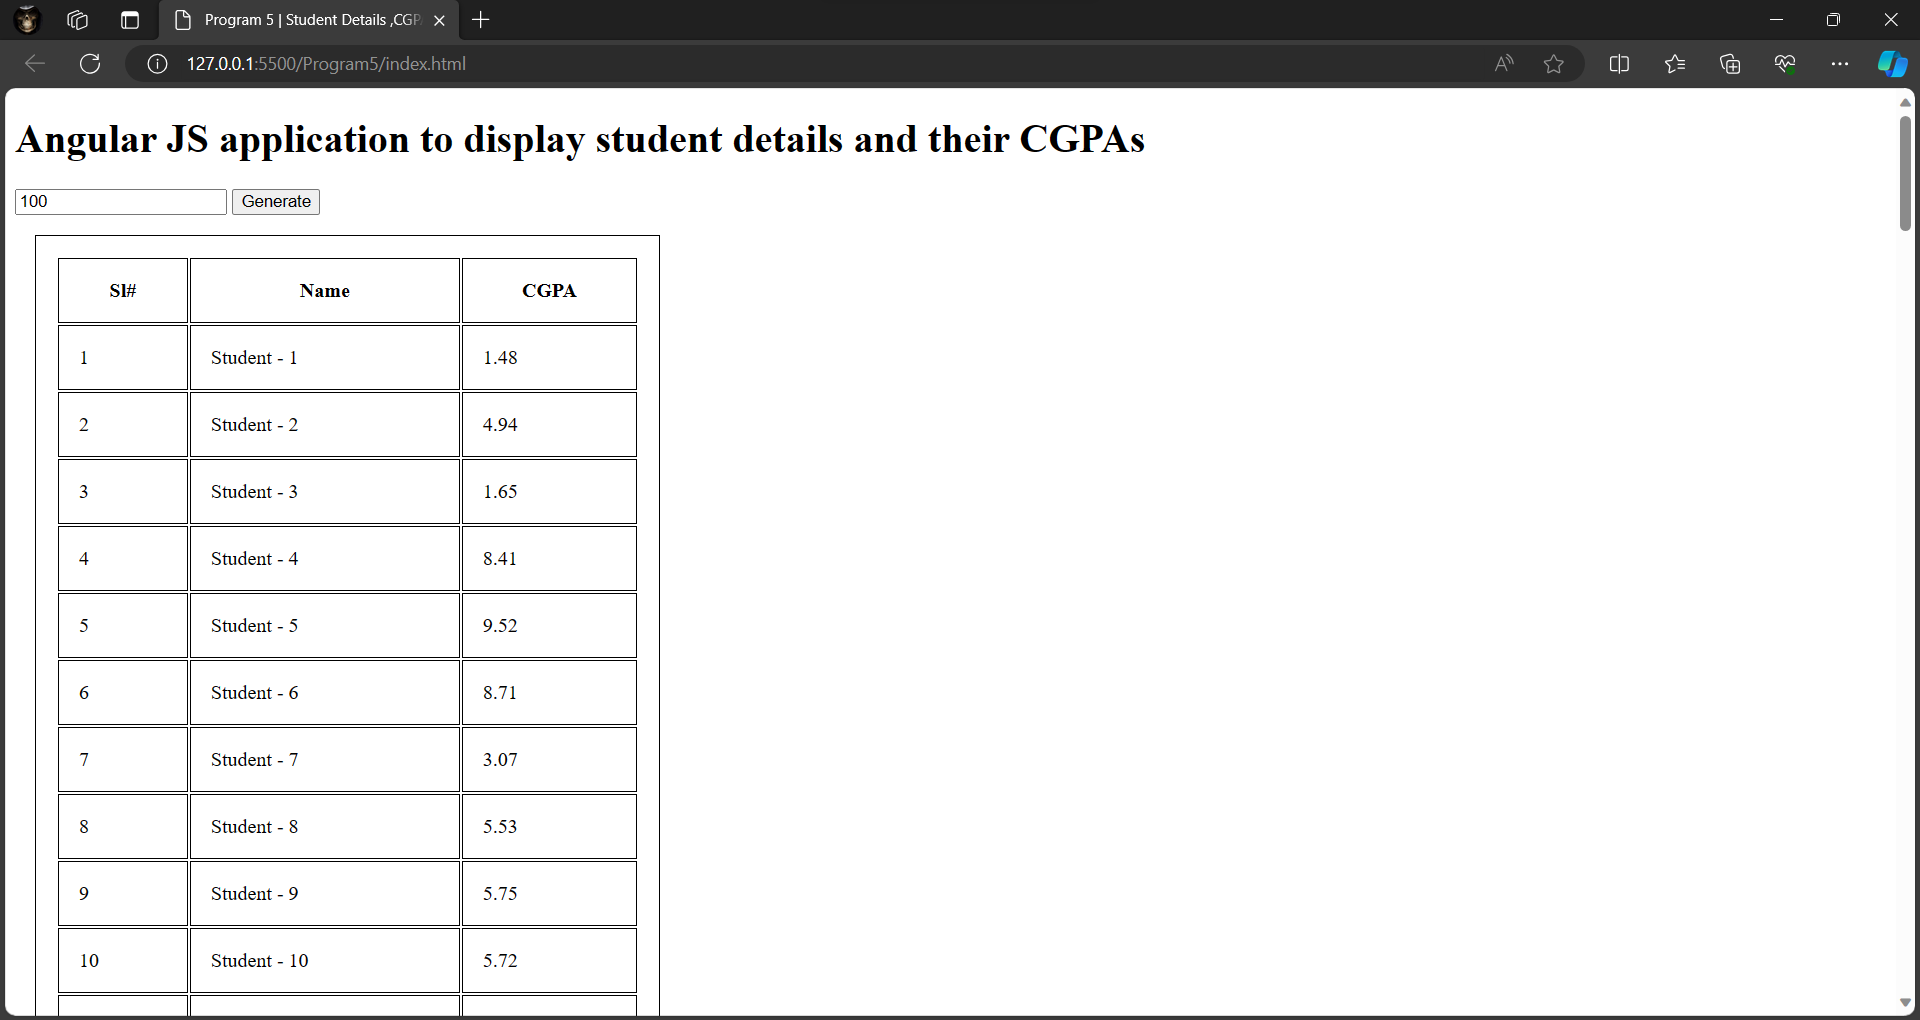 Program 5 | Student Details ,CGP
127.0.0.1:5500/Program5/index.html
Angular JS application to display student details and their CGPAs
100 Generate
Sl# Name CGPA
1 Student - 1 1.48
2 Student - 2 4.94
3 Student - 3 1.65
4 Student - 4 8.41
5 Student - 5 9.52
6 Student - 6 8.71
7 Student - 7 3.07
8 Student - 8 5.53
9 Student - 9 5.75
10 Student - 10 5.72